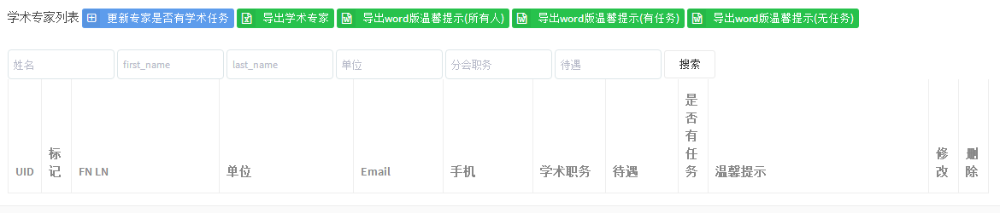 学术专家列表 更新专家是否有学术任务 导出学术专家 导出word版温馨提示(所有人) 导出word版温馨提示(有任务) 导出word版温馨提示(无任务)
姓名 first_name last_name 单位 分会职务 待遇 搜索
UID 标记 FN LN 单位 Email 手机 学术职务 待遇 是否有任务 温馨提示 修改 删除